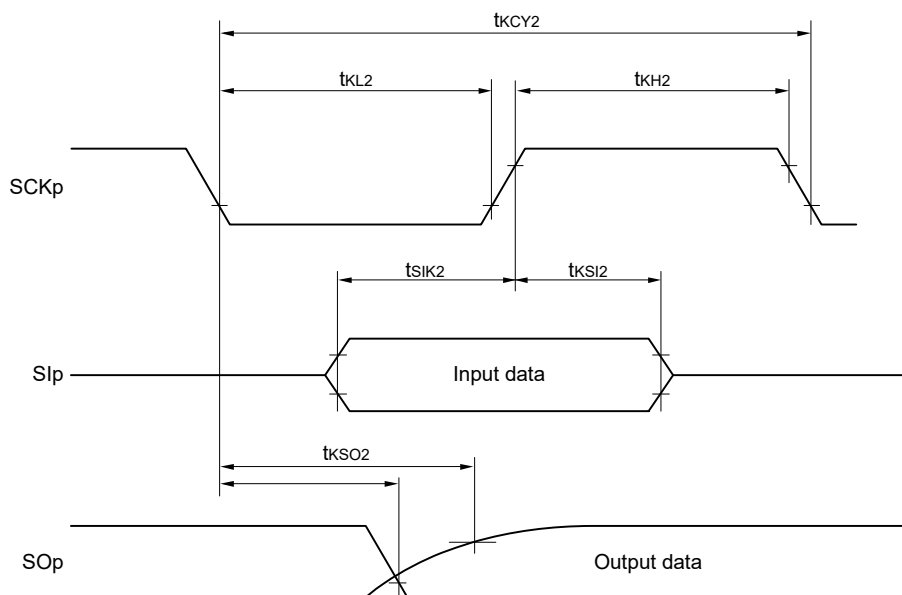 tKCY2
tKL2
tKH2
SCKp
tSIK2
tKSI2
SIp
Input data
tKSO2
SOp
Output data